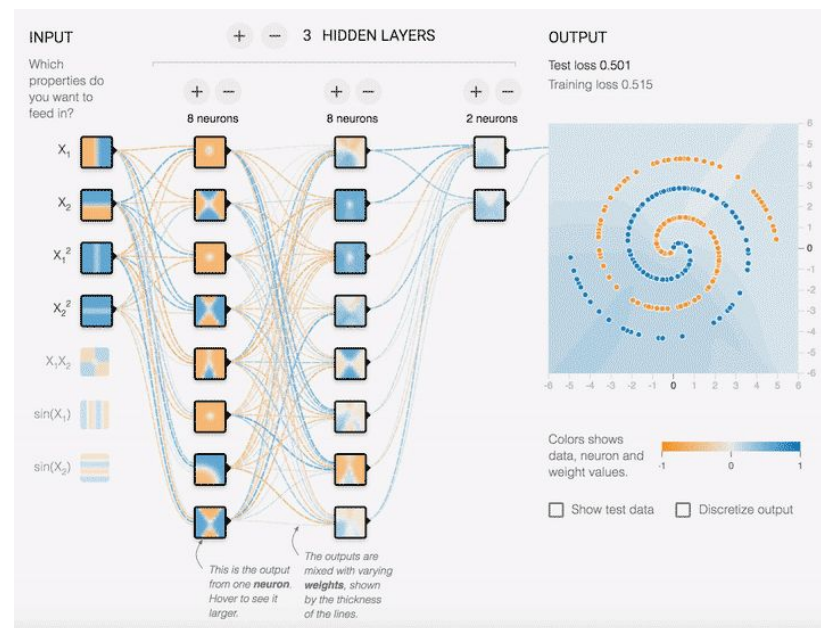 INPUT
Which
properties do
you want to
feed in?
X₁
X₂
X₁²
X₂²
X₁X₂
sin(X₁)
sin(X₂)
+ − 3 HIDDEN LAYERS
+ − + − + −
8 neurons 8 neurons 2 neurons
This is the output
from one neuron.
Hover to see it
larger.
The outputs are
mixed with varying
weights, shown
by the thickness
of the lines.
OUTPUT
Test loss 0.501
Training loss 0.515
6
5
4
3
2
1
0
-1
-2
-3
-4
-5
-6
-6 -5 -4 -3 -2 -1 0 1 2 3 4 5 6
Colors shows
data, neuron and
weight values.
-1 0 1
Show test data Discretize output